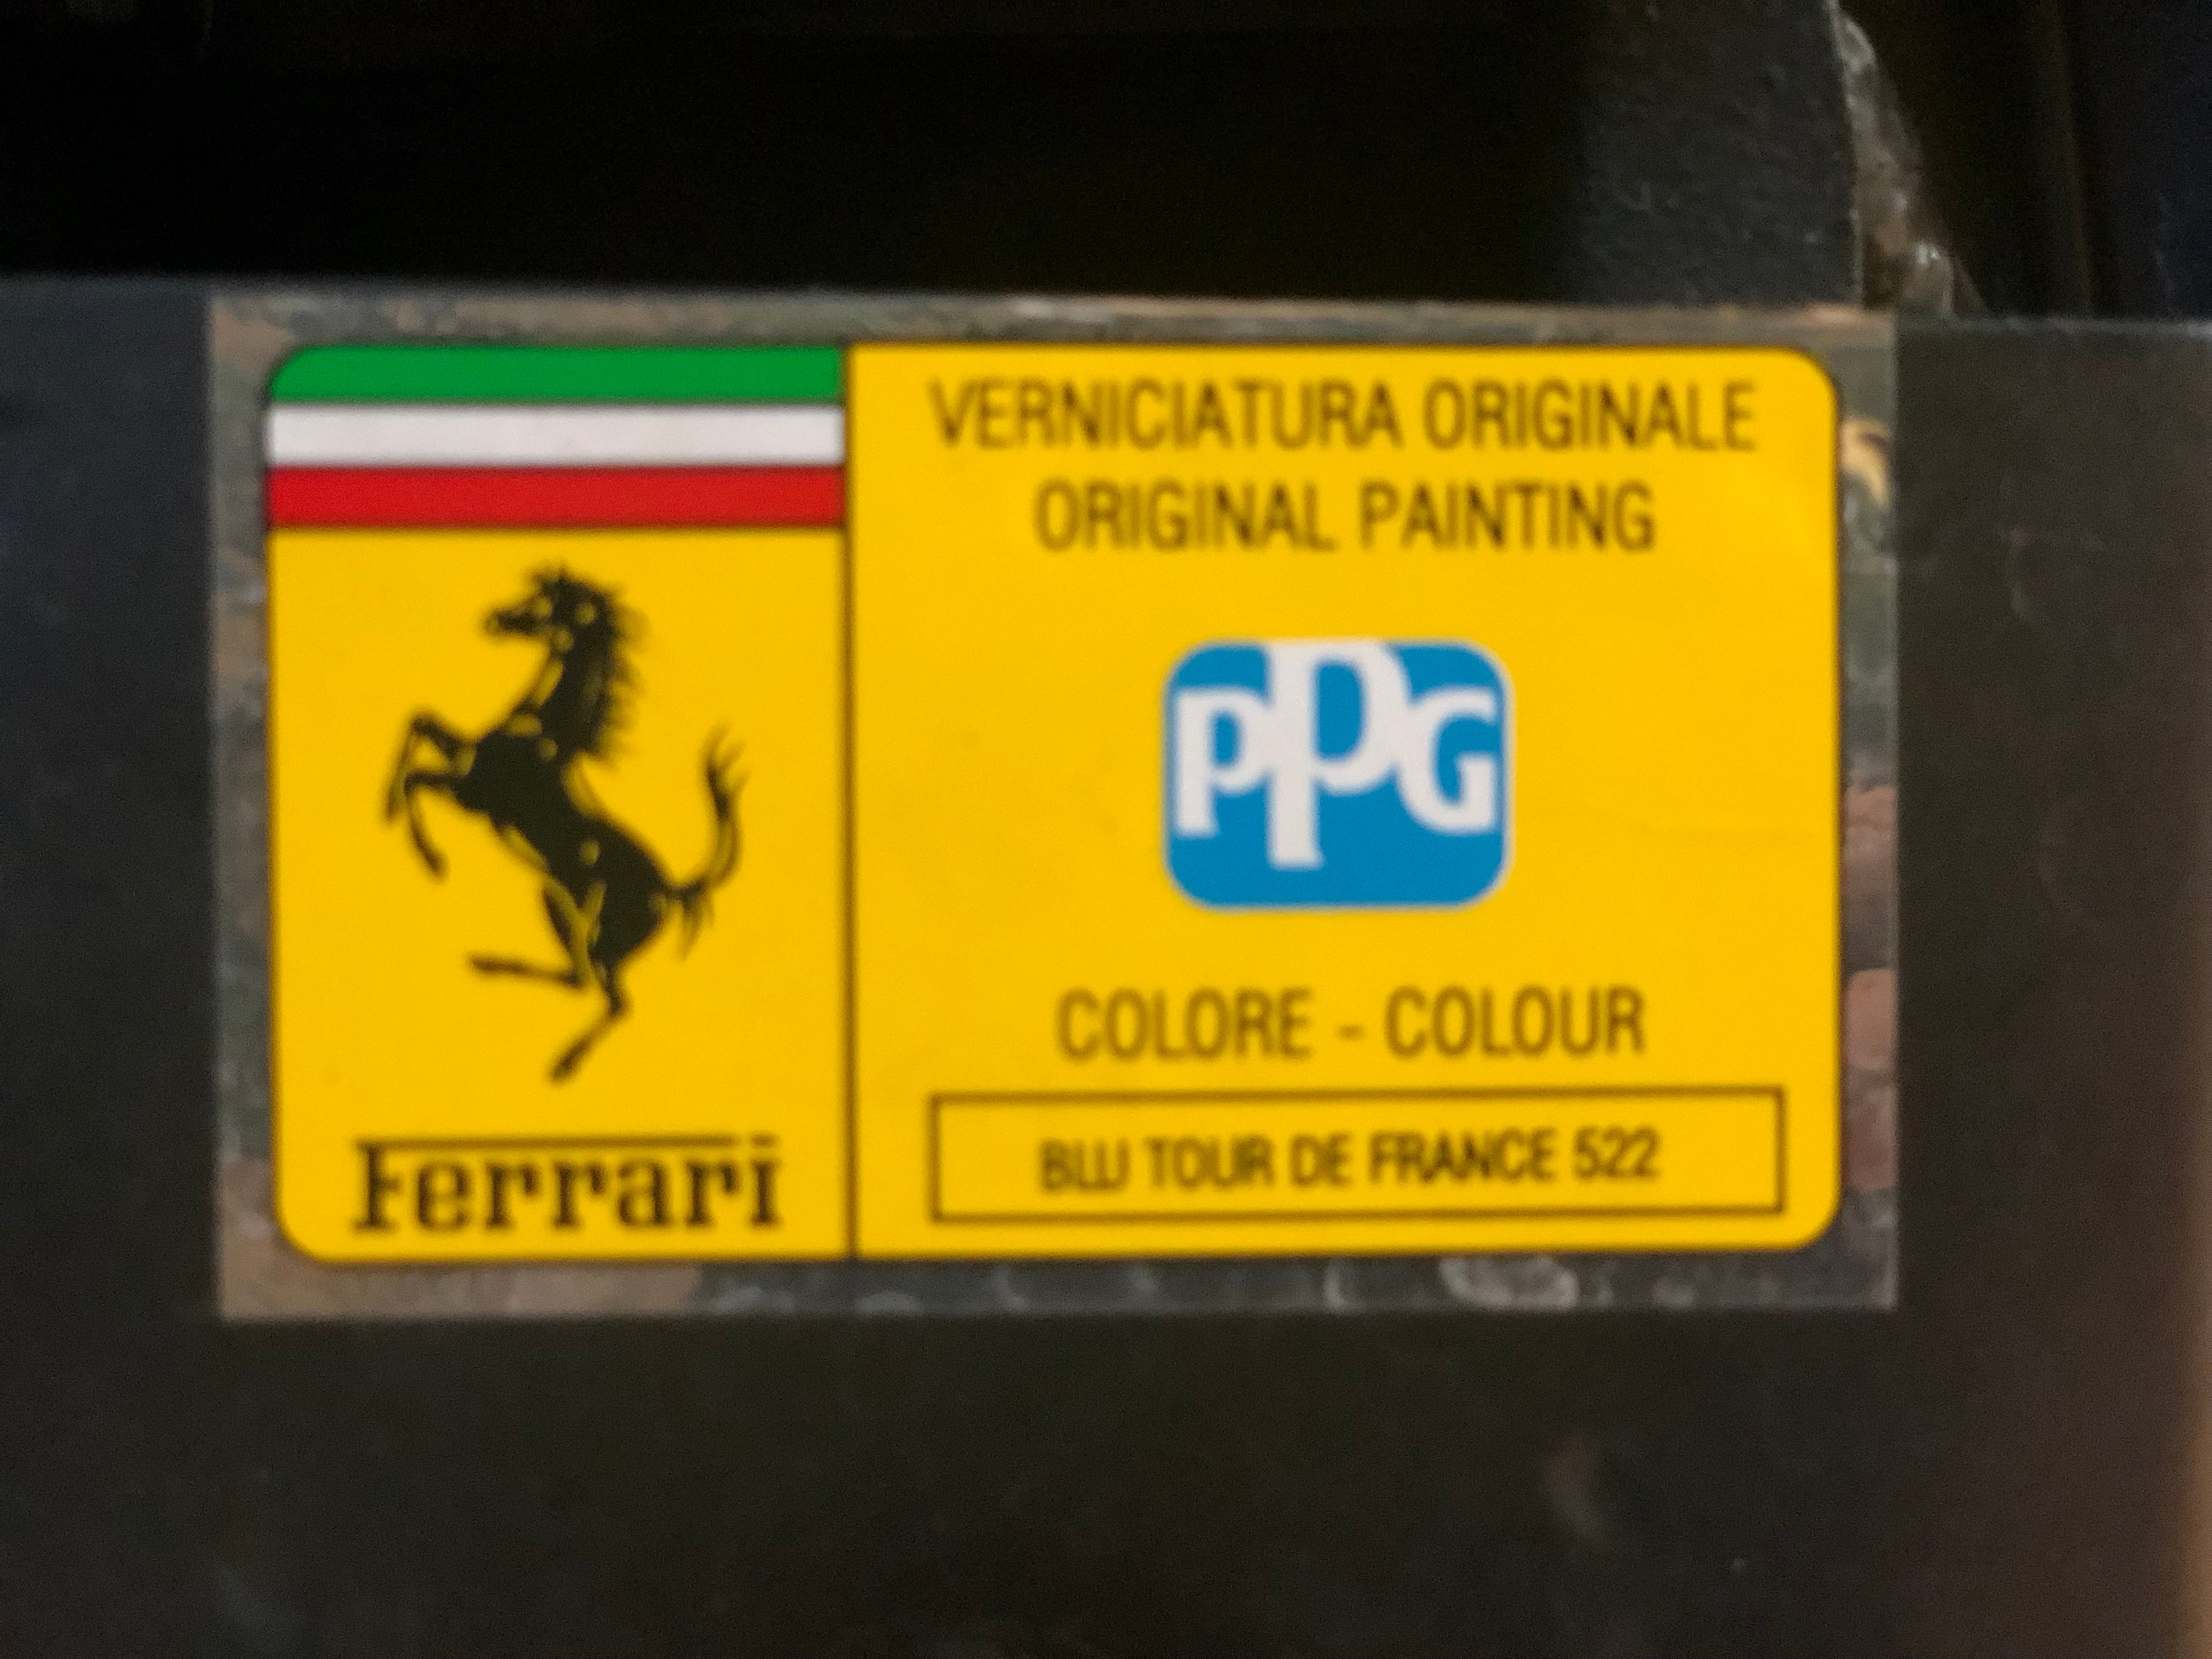 VERNICIATURA ORIGINALE
ORIGINAL PAINTING
PPG
COLORE - COLOUR
BLU TOUR DE FRANCE 522
Ferrari